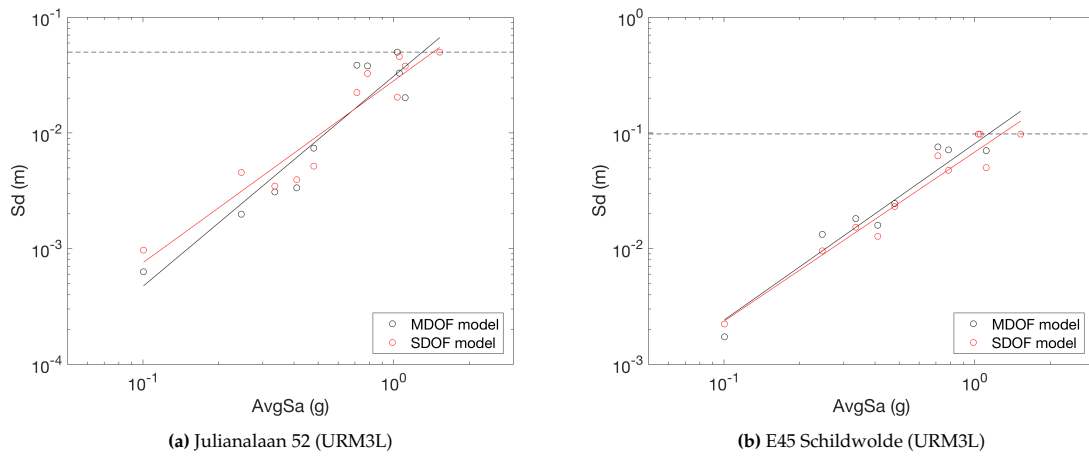 10^{-1}
10^{-2}
10^{-3}
10^{-4}
Sd (m)
10^{-1}
10^{0}
AvgSa (g)
MDOF model
SDOF model
(a) Julianalaan 52 (URM3L)
10^{0}
10^{-1}
10^{-2}
10^{-3}
Sd (m)
10^{-1}
10^{0}
AvgSa (g)
MDOF model
SDOF model
(b) E45 Schildwolde (URM3L)